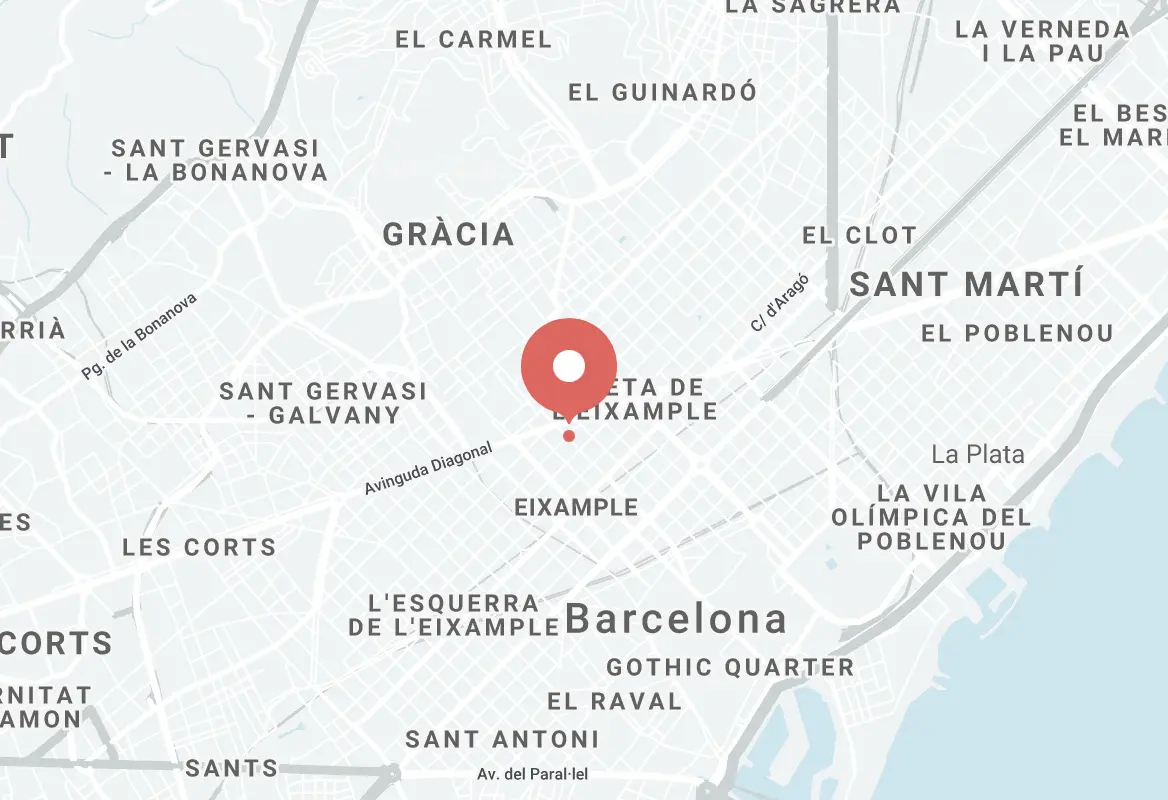 LA SAGRERA
LA VERNEDA
I LA PAU
EL CARMEL
EL GUINARDÓ
EL BES
EL MARE
T
SANT GERVASI
- LA BONANOVA
GRÀCIA
EL CLOT
SANT MARTÍ
C/ d'Aragó
Pg. de la Bonanova
RRIÀ
EL POBLENOU
SANT GERVASI
- GALVANY
ETA DE
L'EIXAMPLE
Avinguda Diagonal
La Plata
EIXAMPLE
LA VILA
OLÍMPICA DEL
POBLENOU
ES
LES CORTS
L'ESQUERRA
DE L'EIXAMPLE
Barcelona
CORTS
GOTHIC QUARTER
RNITAT
AMON
EL RAVAL
SANT ANTONI
SANTS
Av. del Paral·lel